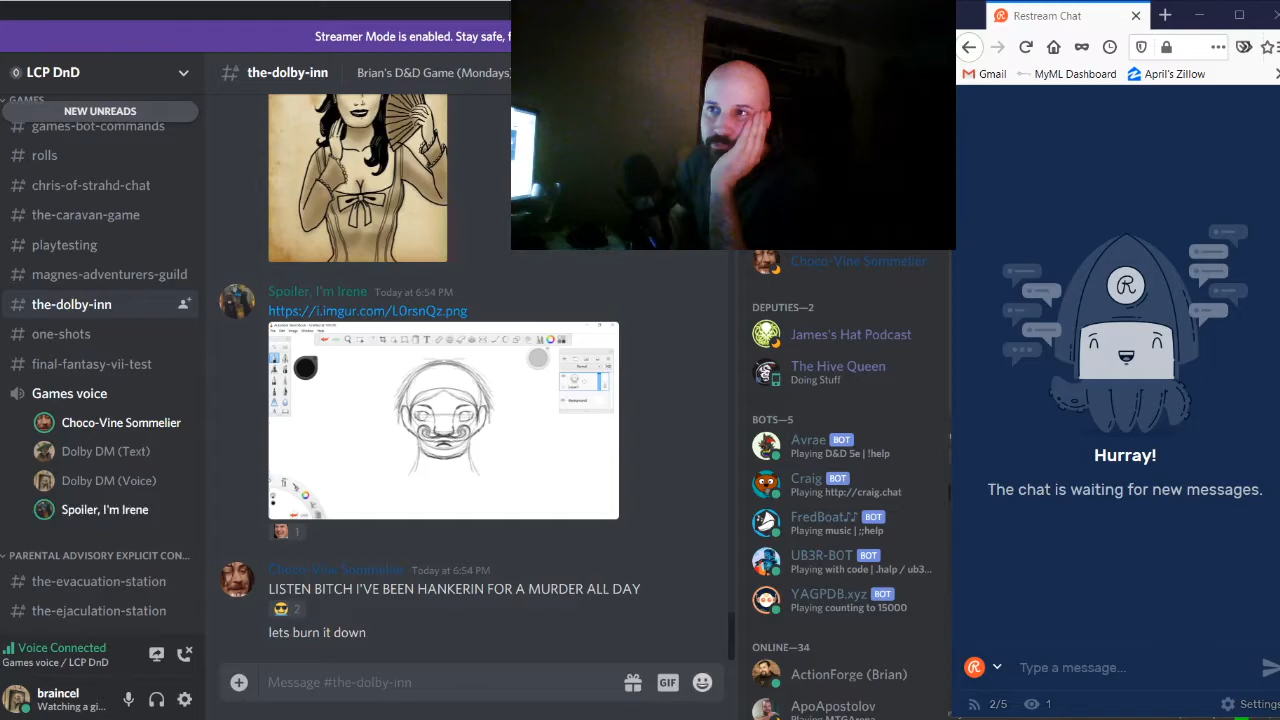 Streamer Mode is enabled. Stay safe, f
LCP DnD
GAMES
NEW UNREADS
games-bot-commands
rolls
chris-of-strahd-chat
the-caravan-game
playtesting
magnes-adventurers-guild
the-dolby-inn
one-shots
final-fantasy-vii-test
Games voice
-Vine Sommelier
Dolby DM (Text)
Dolby DM (Voice)
Spoiler, I'm Irene
PARENTAL ADVISORY EXPLICIT CON...
the-evacuation-station
the-ejaculation-station
Voice Connected
Games voice / LCP DnD
braincel
Watching a gi...
the-dolby-inn
Brian's D&D Game (Mondays)
Spoiler, I'm Irene Today at 6:54 PM
https://i.imgur.com/L0rsnQz.png
1
Choco-Vine Sommelier Today at 6:54 PM
LISTEN BITCH I'VE BEEN HANKERIN FOR A MURDER ALL DAY
2
lets burn it down
Message #the-dolby-inn
GIF
Choco-Vine Sommelier
DEPUTIES—2
James's Hat Podcast
The Hive Queen
Doing Stuff
BOTS—5
Avrae BOT
Playing D&D 5e | !help
Craig BOT
Playing http://craig.chat
FredBoat♪♪ BOT
Playing music | ;;help
UB3R-BOT BOT
Playing with code | .halp / ub3...
YAGPDB.xyz BOT
Playing counting to 15000
ONLINE—34
ActionForge (Brian)
ApoApostolov
Playing MTGArena
Restream Chat
Gmail
MyML Dashboard
April's Zillow
Hurray!
The chat is waiting for new messages.
Type a message...
2/5
1
Settings